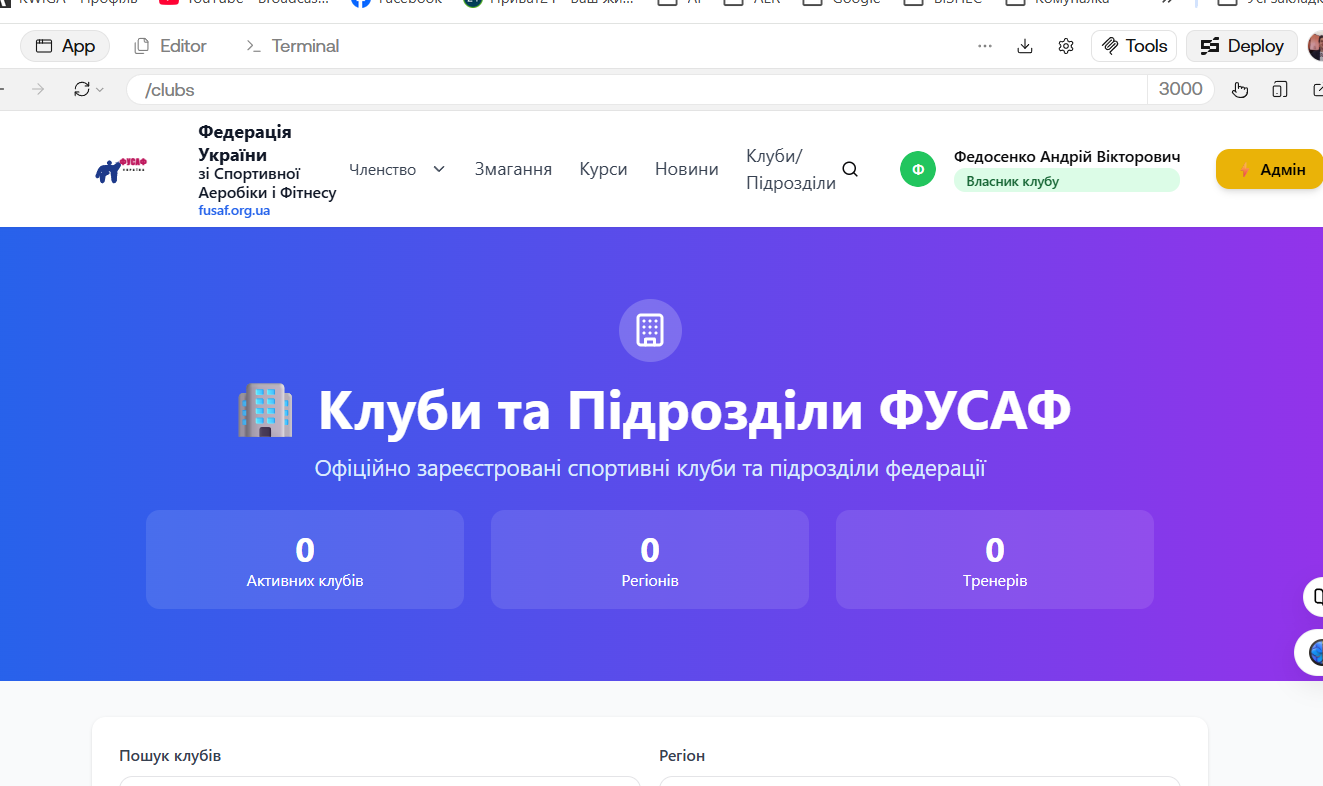 App
Editor
Terminal
Tools
Deploy
/clubs
3000
ФУСАФ
Федерація
України
зі Спортивної
Аеробіки і Фітнесу
fusaf.org.ua
Членство
Змагання
Курси
Новини
Клуби/
Підрозділи
Ф
Федосенко Андрій Вікторович
Власник клубу
Адмін
Клуби та Підрозділи ФУСАФ
Офіційно зареєстровані спортивні клуби та підрозділи федерації
0
Активних клубів
0
Регіонів
0
Тренерів
Пошук клубів
Регіон